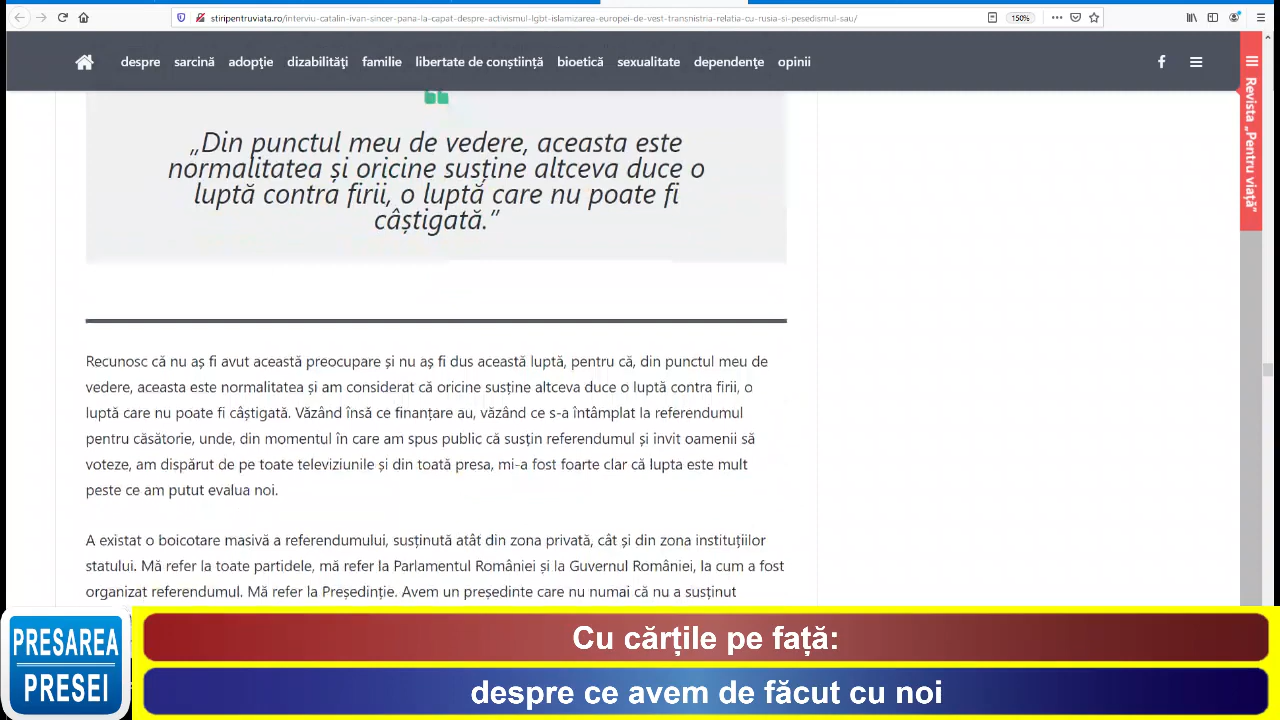 stiripentruviata.ro/interviu-catalin-ivan-sincer-pana-la-capat-despre-activismul-lgbt-islamizarea-europei-de-vest-transnistria-relatia-cu-rusia-si-pesedismul-sau/
150%
despre sarcină adopţie dizabilităţi familie libertate de conştiinţă bioetică sexualitate dependenţe opinii
Revista „Pentru viaţă”
„Din punctul meu de vedere, aceasta este
normalitatea și oricine susține altceva duce o
luptă contra firii, o luptă care nu poate fi
câștigată.”
Recunosc că nu aș fi avut această preocupare și nu aș fi dus această luptă, pentru că, din punctul meu de
vedere, aceasta este normalitatea și am considerat că oricine susține altceva duce o luptă contra firii, o
luptă care nu poate fi câștigată. Văzând însă ce finanțare au, văzând ce s-a întâmplat la referendumul
pentru căsătorie, unde, din momentul în care am spus public că susțin referendumul și invit oamenii să
voteze, am dispărut de pe toate televiziunile și din toată presa, mi-a fost foarte clar că lupta este mult
peste ce am putut evalua noi.
A existat o boicotare masivă a referendumului, susținută atât din zona privată, cât și din zona instituțiilor
statului. Mă refer la toate partidele, mă refer la Parlamentul României și la Guvernul României, la cum a fost
organizat referendumul. Mă refer la Președinție. Avem un președinte care nu numai că nu a susținut
PRESAREA
PRESEI
Cu cărțile pe față:
despre ce avem de făcut cu noi